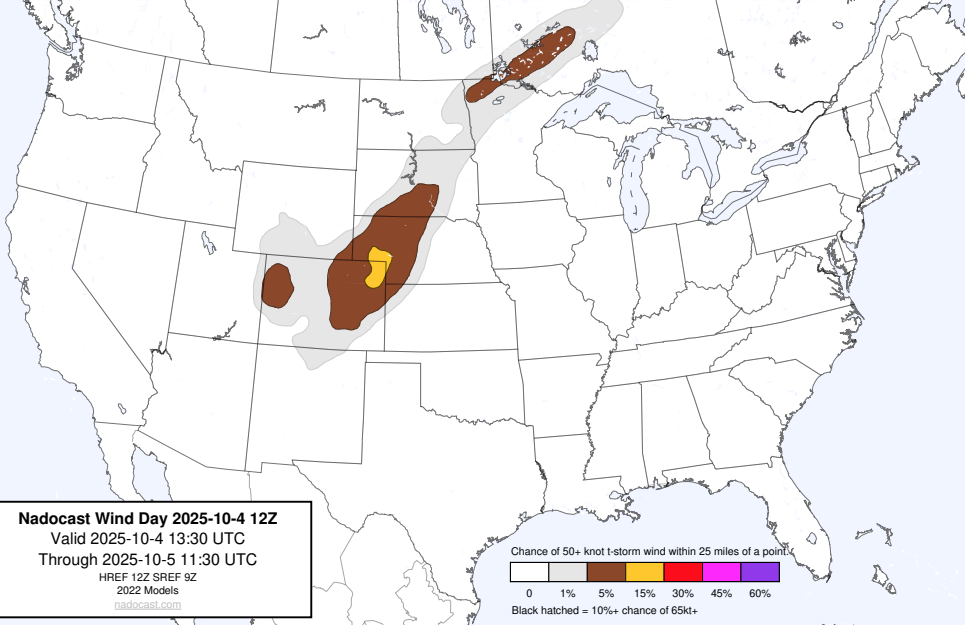 Nadocast Wind Day 2025-10-4 12Z
Valid 2025-10-4 13:30 UTC
Through 2025-10-5 11:30 UTC
HREF 12Z SREF 9Z
2022 Models
nadocast.com
Chance of 50+ knot t-storm wind within 25 miles of a point.
0 1% 5% 15% 30% 45% 60%
Black hatched = 10%+ chance of 65kt+